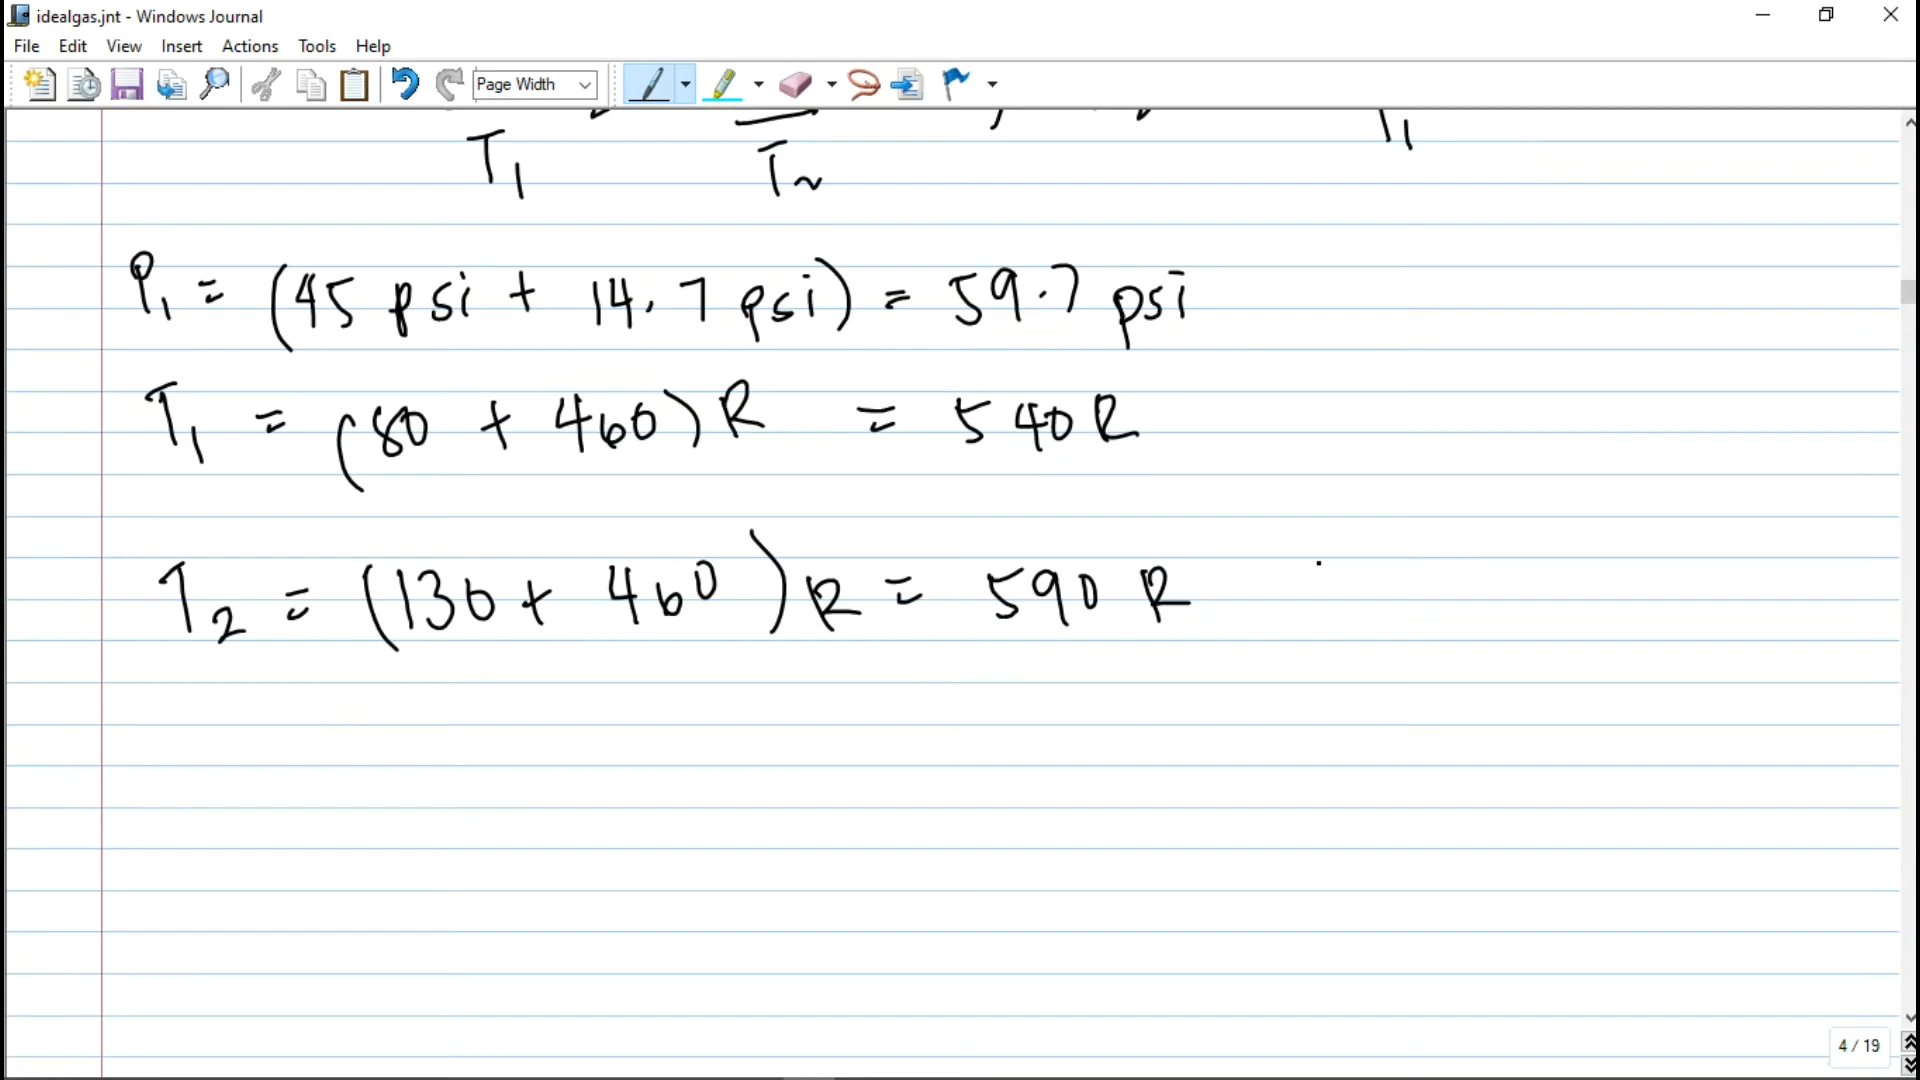 idealgas.jnt - Windows Journal
File Edit View Insert Actions Tools Help
Page Width
T₁ T₂ T₁
P₁ = (45 psi + 14.7 psi) = 59.7 psi
T₁ = (80 + 460) R = 540 R
T₂ = (130 + 460) R = 590 R
4 / 19